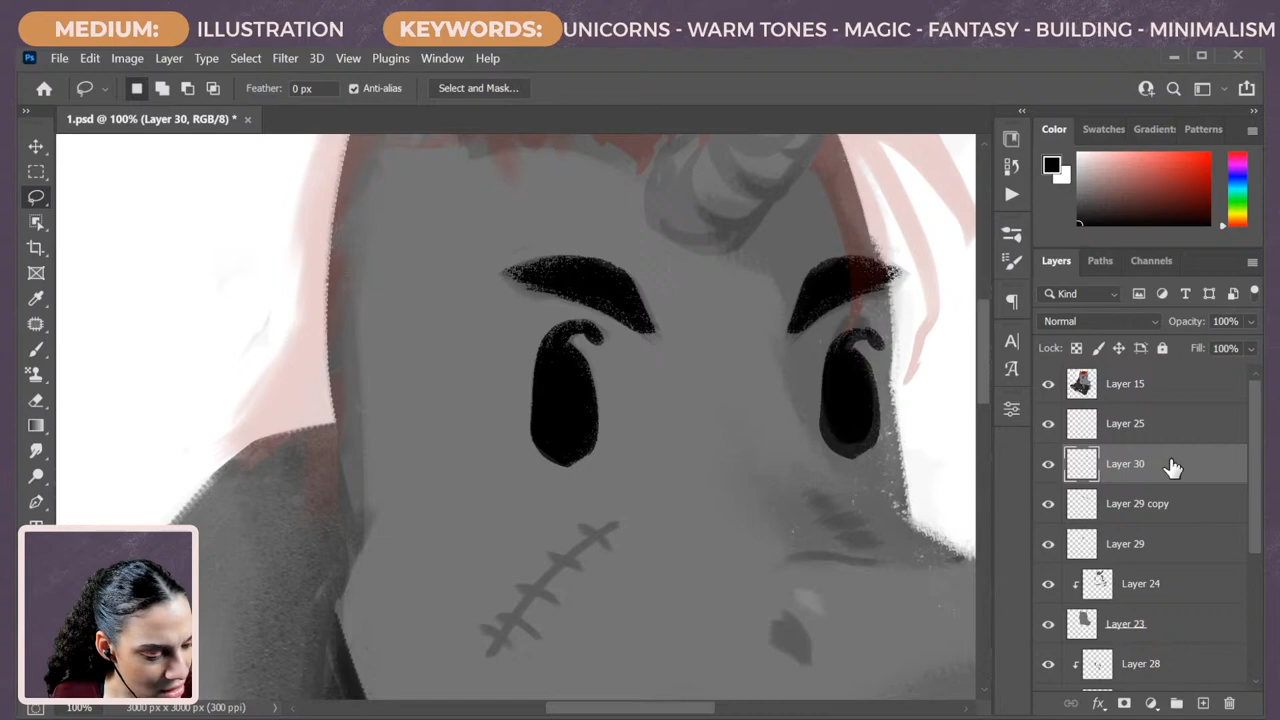 MEDIUM: ILLUSTRATION KEYWORDS: UNICORNS - WARM TONES - MAGIC - FANTASY - BUILDING - MINIMALISM
Ps File Edit Image Layer Type Select Filter 3D View Plugins Window Help
Feather: 0 px Anti-alias Select and Mask...
1.psd @ 100% (Layer 30, RGB/8) *
Color Swatches Gradients Patterns
Layers Paths Channels
Kind
Normal Opacity: 100%
Lock: Fill: 100%
Layer 15
Layer 25
Layer 30
Layer 29 copy
Layer 29
Layer 24
Layer 23
Layer 28
100% 3000 px x 3000 px (300 ppi)
fx